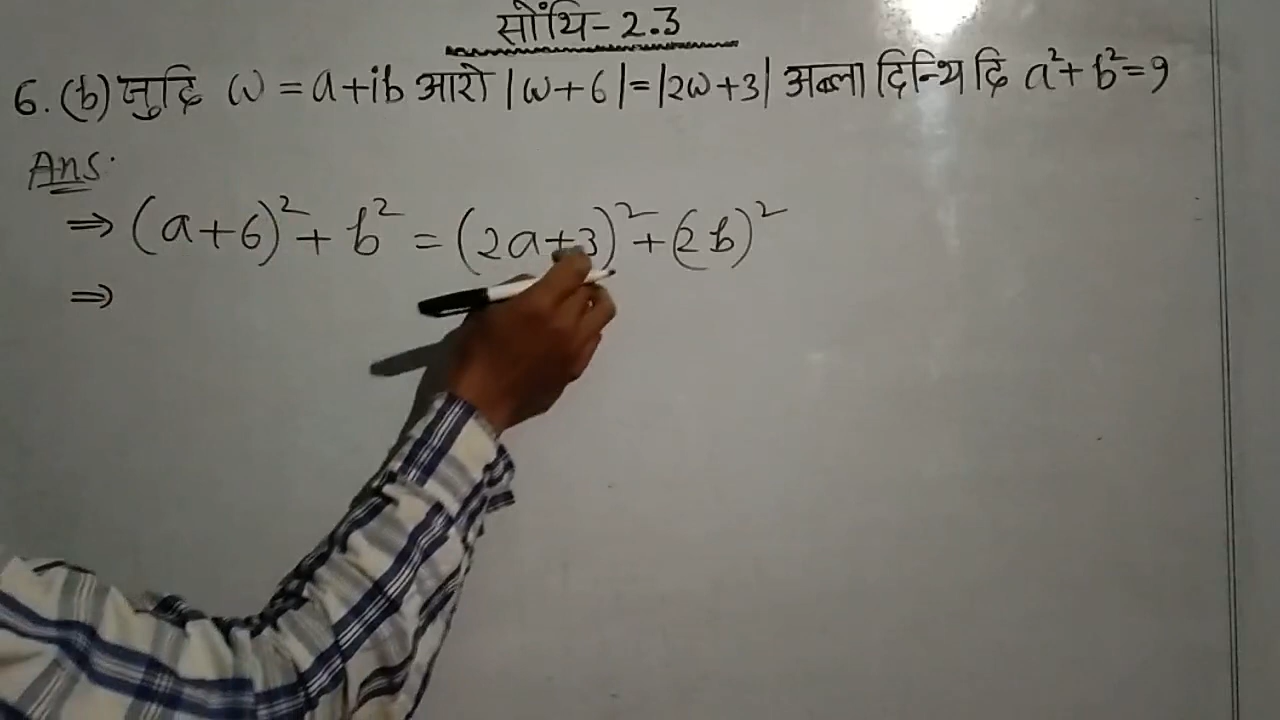 सोंथि- 2.3
6. (b) जुदि ω = a+ib आरो |ω+6|=|2ω+3| अब्ला दिन्थि दि a²+b²=9
Ans.
⇒ (a+6)² + b² = (2a+3)² + (2b)²
⇒